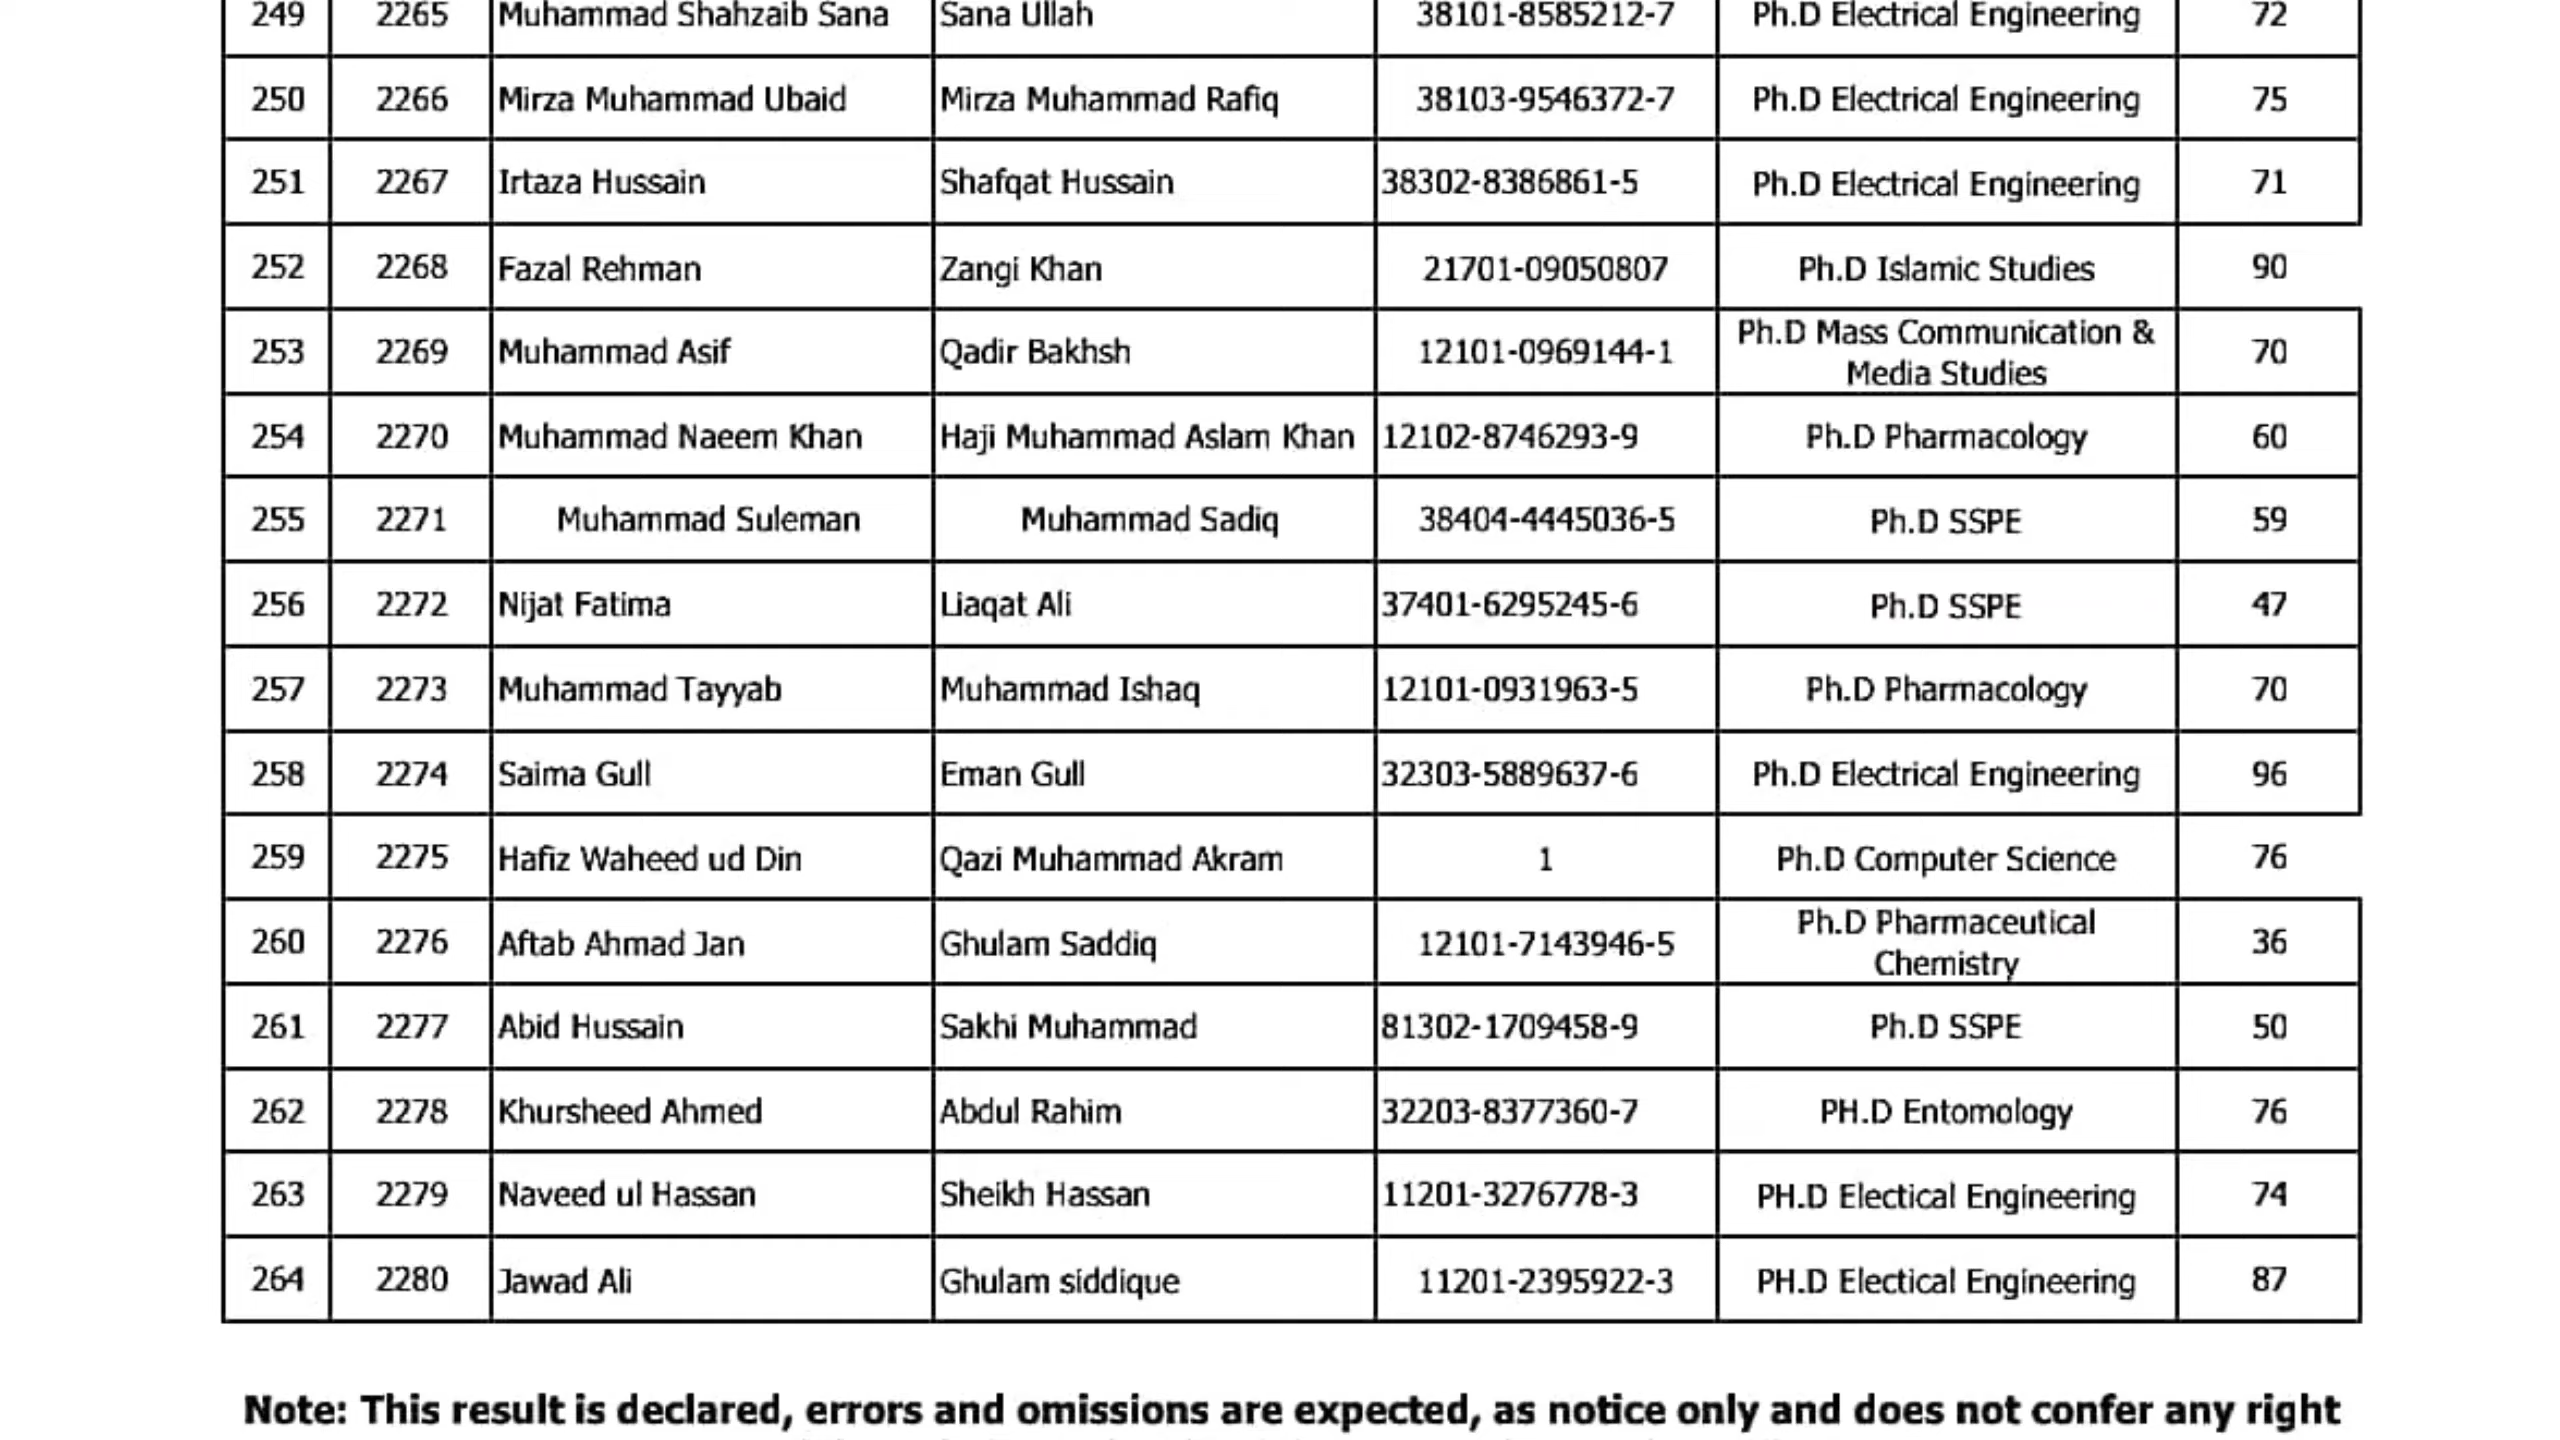 249 2265 Muhammad Shahzaib Sana Sana Ullah 38101-8585212-7 Ph.D Electrical Engineering 72
250 2266 Mirza Muhammad Ubaid Mirza Muhammad Rafiq 38103-9546372-7 Ph.D Electrical Engineering 75
251 2267 Irtaza Hussain Shafqat Hussain 38302-8386861-5 Ph.D Electrical Engineering 71
252 2268 Fazal Rehman Zangi Khan 21701-09050807 Ph.D Islamic Studies 90
253 2269 Muhammad Asif Qadir Bakhsh 12101-0969144-1 Ph.D Mass Communication & Media Studies 70
254 2270 Muhammad Naeem Khan Haji Muhammad Aslam Khan 12102-8746293-9 Ph.D Pharmacology 60
255 2271 Muhammad Suleman Muhammad Sadiq 38404-4445036-5 Ph.D SSPE 59
256 2272 Nijat Fatima Liaqat Ali 37401-6295245-6 Ph.D SSPE 47
257 2273 Muhammad Tayyab Muhammad Ishaq 12101-0931963-5 Ph.D Pharmacology 70
258 2274 Saima Gull Eman Gull 32303-5889637-6 Ph.D Electrical Engineering 96
259 2275 Hafiz Waheed ud Din Qazi Muhammad Akram 1 Ph.D Computer Science 76
260 2276 Aftab Ahmad Jan Ghulam Saddiq 12101-7143946-5 Ph.D Pharmaceutical Chemistry 36
261 2277 Abid Hussain Sakhi Muhammad 81302-1709458-9 Ph.D SSPE 50
262 2278 Khursheed Ahmed Abdul Rahim 32203-8377360-7 PH.D Entomology 76
263 2279 Naveed ul Hassan Sheikh Hassan 11201-3276778-3 PH.D Electical Engineering 74
264 2280 Jawad Ali Ghulam siddique 11201-2395922-3 PH.D Electical Engineering 87
Note: This result is declared, errors and omissions are expected, as notice only and does not confer any right